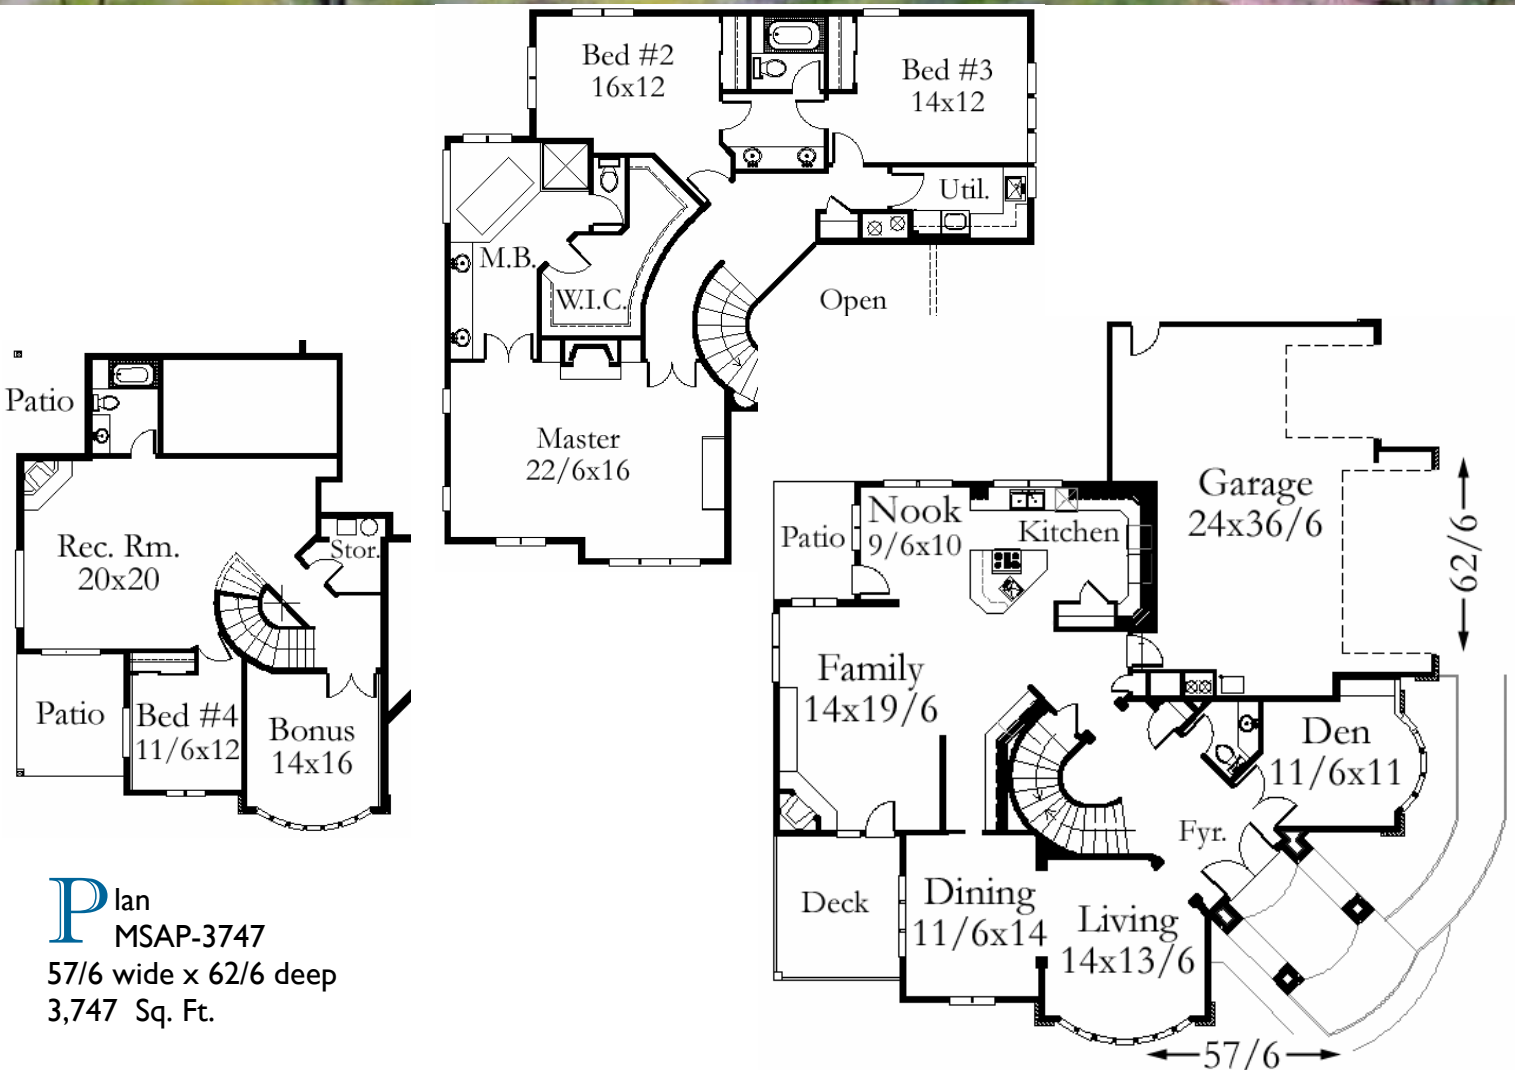 Bed #2
16x12
Bed #3
14x12
Util.
M.B.
W.I.C.
Open
Master
22/6x16
Patio
Rec. Rm.
20x20
Stor.
Patio
Bed #4
11/6x12
Bonus
14x16
Garage
24x36/6
62/6
Patio
Nook
9/6x10
Kitchen
Family
14x19/6
Den
11/6x11
Fyr.
Deck
Dining
11/6x14
Living
14x13/6
57/6
Plan
MSAP-3747
57/6 wide x 62/6 deep
3,747 Sq. Ft.